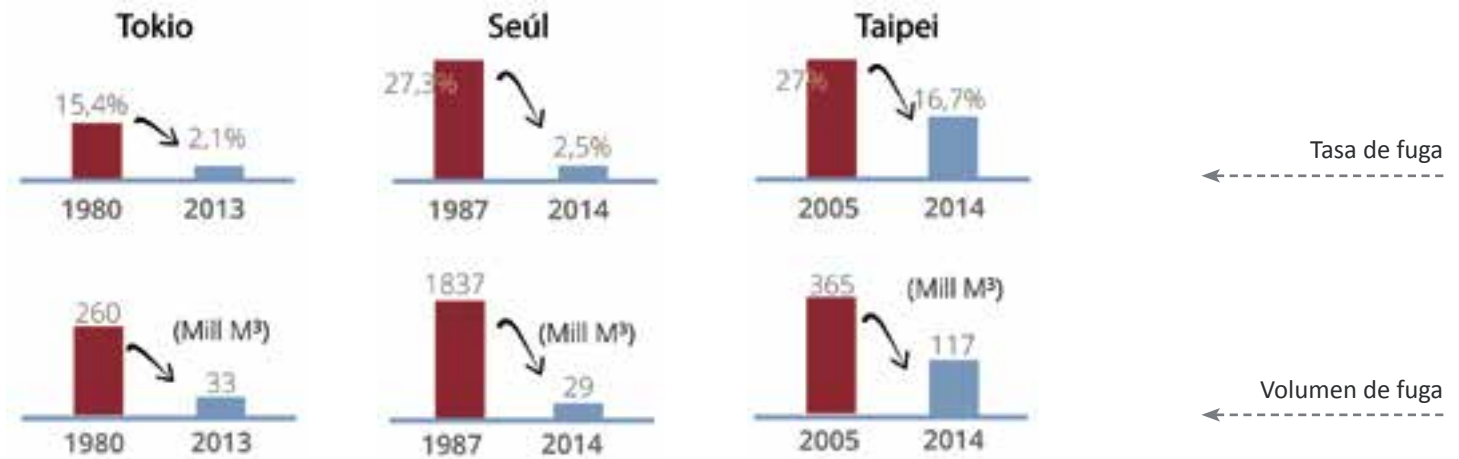 Tokio
Seúl
Taipei
15,4%
2,1%
27,3%
2,5%
27%
16,7%
Tasa de fuga
1980 2013
1987 2014
2005 2014
260
(Mill M³)
33
1837
(Mill M³)
29
365
(Mill M³)
117
Volumen de fuga
1980 2013
1987 2014
2005 2014